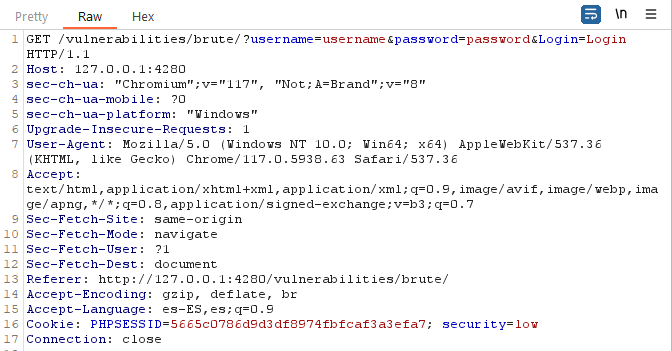 Pretty Raw Hex \n
1 GET /vulnerabilities/brute/?username=username&password=password&Login=Login
HTTP/1.1
2 Host: 127.0.0.1:4280
3 sec-ch-ua: "Chromium";v="117", "Not;A=Brand";v="8"
4 sec-ch-ua-mobile: ?0
5 sec-ch-ua-platform: "Windows"
6 Upgrade-Insecure-Requests: 1
7 User-Agent: Mozilla/5.0 (Windows NT 10.0; Win64; x64) AppleWebKit/537.36
(KHTML, like Gecko) Chrome/117.0.5938.63 Safari/537.36
8 Accept:
text/html,application/xhtml+xml,application/xml;q=0.9,image/avif,image/webp,ima
ge/apng,*/*;q=0.8,application/signed-exchange;v=b3;q=0.7
9 Sec-Fetch-Site: same-origin
10 Sec-Fetch-Mode: navigate
11 Sec-Fetch-User: ?1
12 Sec-Fetch-Dest: document
13 Referer: http://127.0.0.1:4280/vulnerabilities/brute/
14 Accept-Encoding: gzip, deflate, br
15 Accept-Language: es-ES,es;q=0.9
16 Cookie: PHPSESSID=5665c0786d9d3df8974fbfcaf3a3efa7; security=low
17 Connection: close